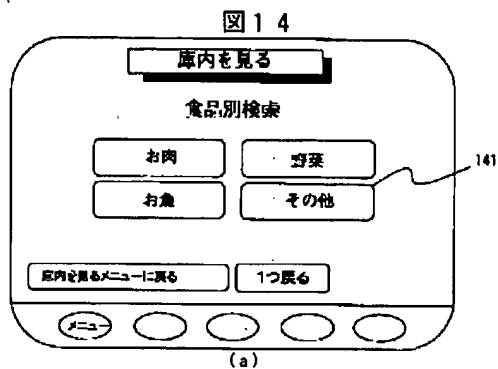 図14
庫内を見る
食品別検索
お肉 野菜
141
お魚 その他
庫内を見るメニューに戻る 1つ戻る
メニュー
(a)